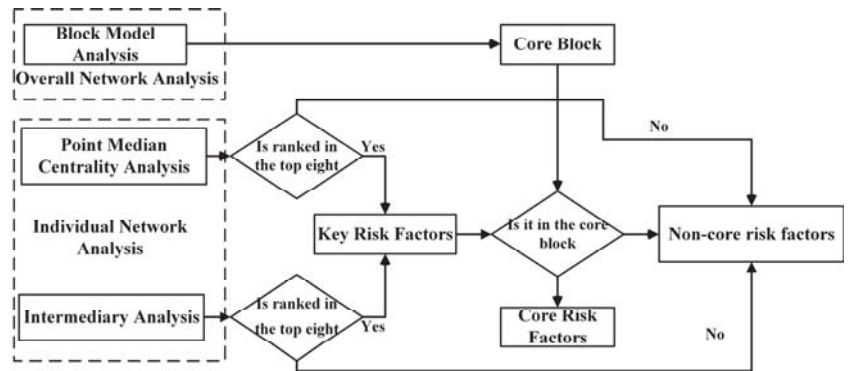 Block Model
Analysis
Overall Network Analysis
Core Block
Point Median
Centrality Analysis
Is ranked in
the top eight
Yes
No
Individual Network
Analysis
Key Risk Factors
Is it in the core
block
Non-core risk factors
Intermediary Analysis
Is ranked in
the top eight
Yes
Core Risk
Factors
No